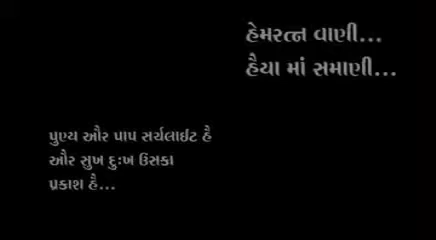 હેમરત્ન વાણી...
હૈયા માં સમાણી...
પુણ્ય ઔર પાપ સર્ચલાઇટ હૈ
ઔર સુખ દુઃખ ઉસકા
પ્રકાશ હૈ...